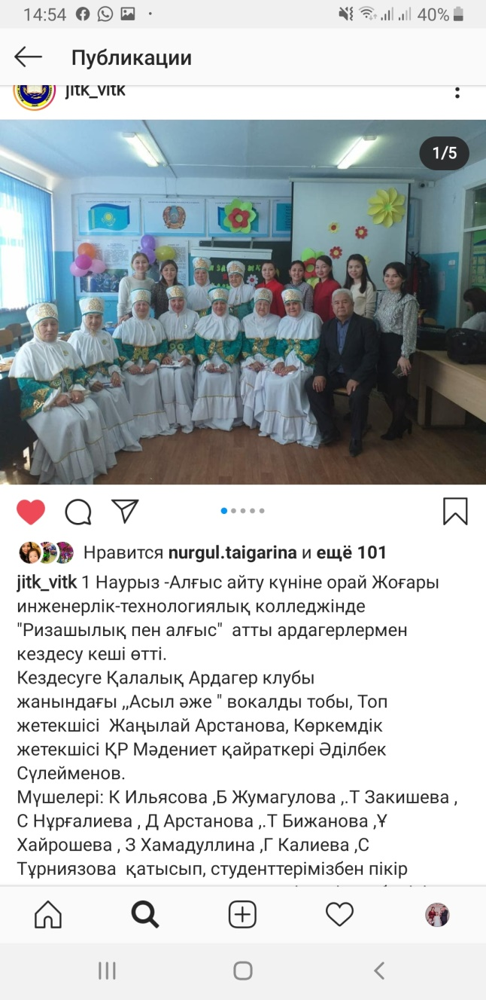 14:54
40%
Публикации
jitk_vitk
1/5
Нравится nurgul.taigarina и ещё 101
jitk_vitk 1 Наурыз -Алғыс айту күніне орай Жоғары
инженерлік-технологиялық колледжінде
"Ризашылық пен алғыс"  атты ардагерлермен
кездесу кеші өтті.
Кездесуге Қалалық Ардагер клубы
жанындағы ,,Асыл әже " вокалды тобы, Топ
жетекшісі  Жаңылай Арстанова, Көркемдік
жетекшісі ҚР Мәдениет қайраткері Әділбек
Сүлейменов.
Мүшелері: К Ильясова ,Б Жумагулова ,.Т Закишева ,
С Нұрғалиева , Д Арстанова ,.Т Бижанова ,Ұ
Хайрошева , З Хамадуллина ,Г Калиева ,С
Тұрниязова  қатысып, студенттерімізбен пікір